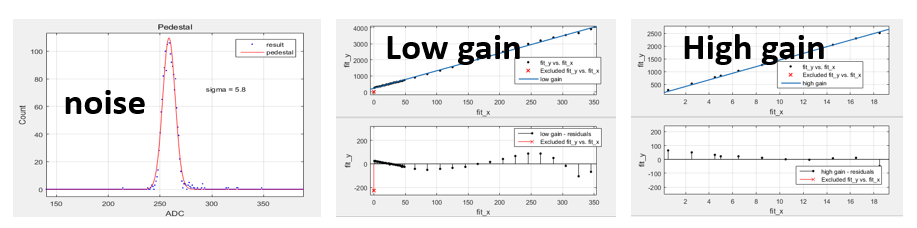 Pedestal
100
80
60
40
20
0
Count
150
200
250
300
350
ADC
result
pedestal
sigma = 5.8
noise
4000
3000
2000
1000
0
fit_y
0
50
100
150
200
250
300
350
fit_x
Low gain
fit_y vs. fit_x
Excluded fit_y vs. fit_x
low gain
200
0
-200
fit_y
0
50
100
150
200
250
300
350
fit_x
low gain - residuals
Excluded fit_y vs. fit_x
2500
2000
1500
1000
500
fit_y
2
4
6
8
10
12
14
16
18
fit_x
High gain
fit_y vs. fit_x
Excluded fit_y vs. fit_x
high gain
200
100
0
-100
-200
fit_y
2
4
6
8
10
12
14
16
18
fit_x
high gain - residuals
Excluded fit_y vs. fit_x